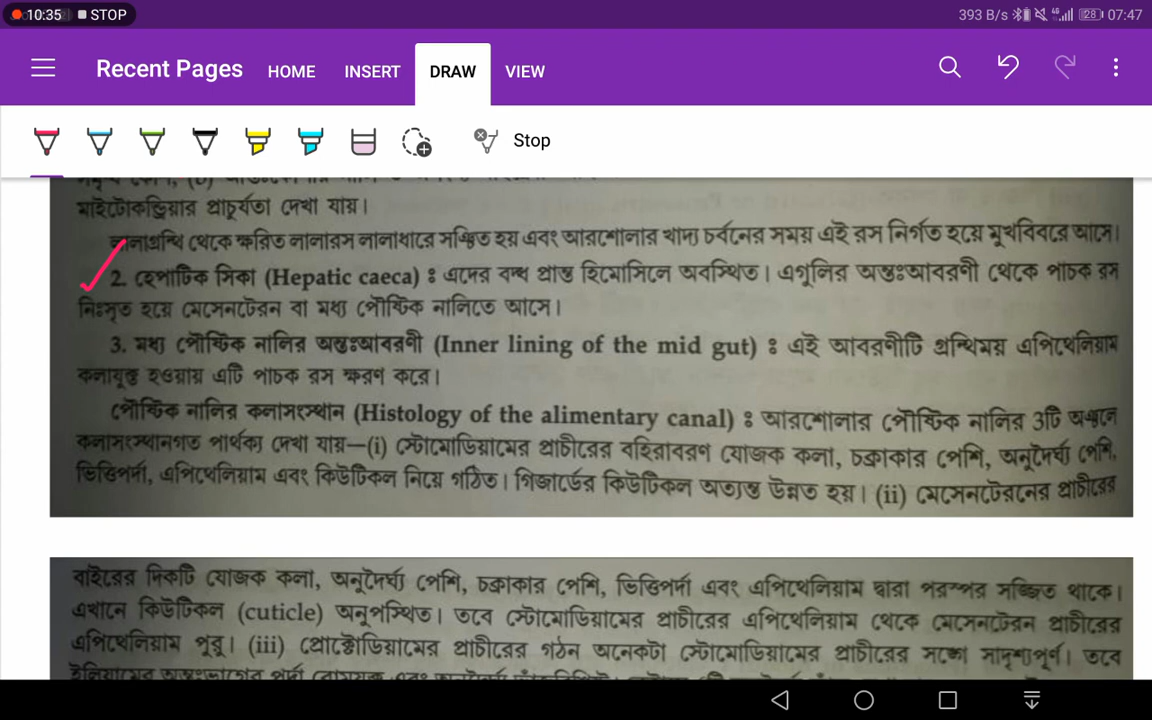 10:35 STOP 393 B/s 28 07:47
Recent Pages HOME INSERT DRAW VIEW
Stop
মাইটোকন্ড্রিয়ার প্রাচুর্যতা দেখা যায়।
লালাগ্রন্থি থেকে ক্ষরিত লালারস লালাধারে সঞ্চিত হয় এবং আরশোলার খাদ্য চর্বনের সময় এই রস নির্গত হয়ে মুখবিবরে আসে।
2. হেপাটিক সিকা (Hepatic caeca) : এদের বদ্ধ প্রান্ত হিমোসিলে অবস্থিত। এগুলির অন্তঃআবরণী থেকে পাচক রস
নিঃসৃত হয়ে মেসেনটেরন বা মধ্য পৌষ্টিক নালিতে আসে।
3. মধ্য পৌষ্টিক নালির অন্তঃআবরণী (Inner lining of the mid gut) : এই আবরণীটি গ্রন্থিময় এপিথেলিয়াম
কলাযুক্ত হওয়ায় এটি পাচক রস ক্ষরণ করে।
পৌষ্টিক নালির কলাসংস্থান (Histology of the alimentary canal) : আরশোলার পৌষ্টিক নালির 3টি অঞ্চলে
কলাসংস্থানগত পার্থক্য দেখা যায়—(i) স্টোমোডিয়ামের প্রাচীরের বহিরাবরণ যোজক কলা, চক্রাকার পেশি, অনুদৈর্ঘ্য পেশি,
ভিত্তিপর্দা, এপিথেলিয়াম এবং কিউটিকল নিয়ে গঠিত। গিজার্ডের কিউটিকল অত্যন্ত উন্নত হয়। (ii) মেসেনটেরনের প্রাচীরের
বাইরের দিকটি যোজক কলা, অনুদৈর্ঘ্য পেশি, চক্রাকার পেশি, ভিত্তিপর্দা এবং এপিথেলিয়াম দ্বারা পরস্পর সজ্জিত থাকে।
এখানে কিউটিকল (cuticle) অনুপস্থিত। তবে স্টোমোডিয়ামের প্রাচীরের এপিথেলিয়াম থেকে মেসেনটেরন প্রাচীরের
এপিথেলিয়াম পুরু। (iii) প্রোক্টোডিয়ামের প্রাচীরের গঠন অনেকটা স্টোমোডিয়ামের প্রাচীরের সঙ্গে সাদৃশ্যপূর্ণ। তবে